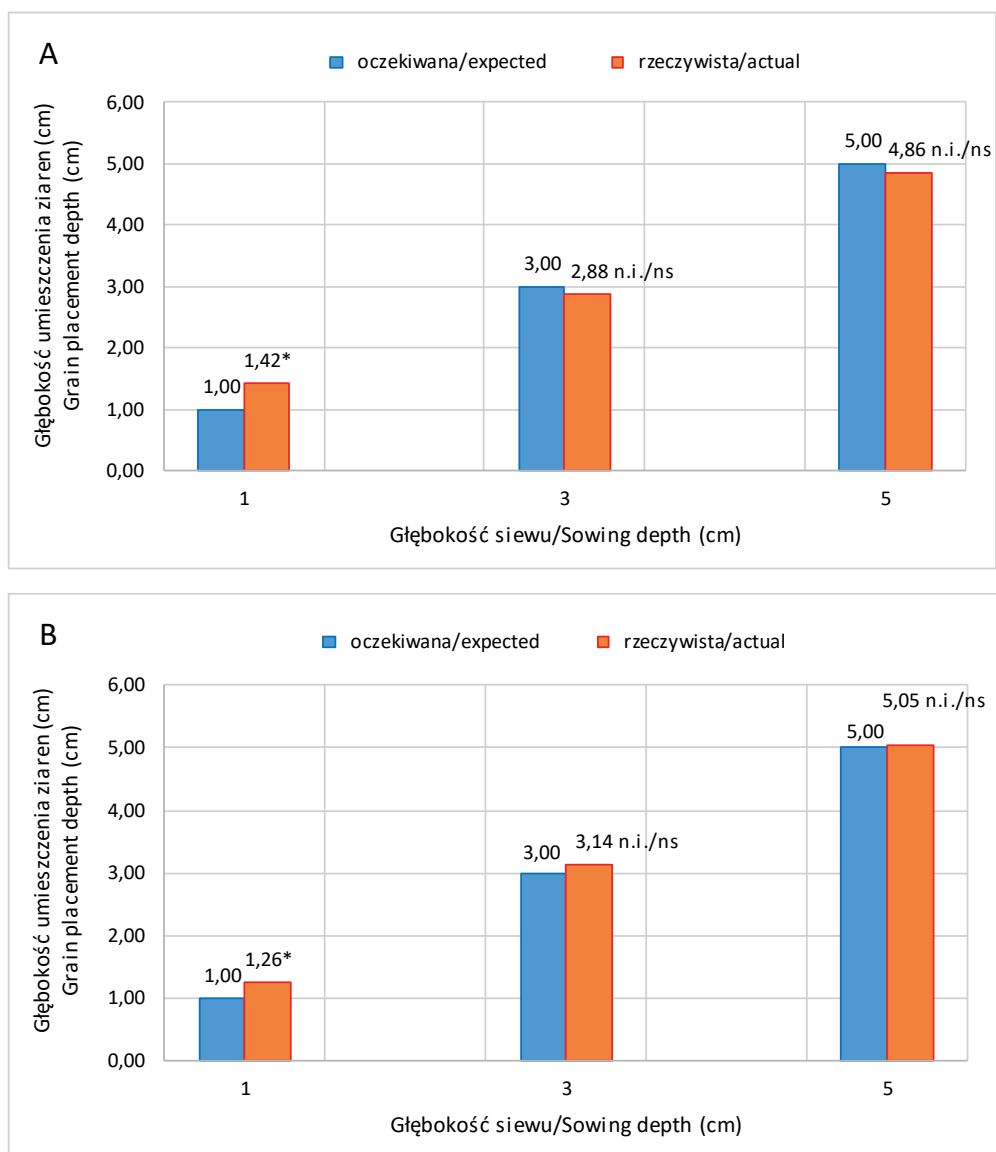 A
oczekiwana/expected rzeczywista/actual
Głębokość umieszczenia ziaren (cm)
Grain placement depth (cm)
6,00
5,00
4,00
3,00
2,00
1,00
0,00
1,00 1,42*
3,00 2,88 n.i./ns
5,00 4,86 n.i./ns
1 3 5
Głębokość siewu/Sowing depth (cm)
B
oczekiwana/expected rzeczywista/actual
Głębokość umieszczenia ziaren (cm)
Grain placement depth (cm)
6,00
5,00
4,00
3,00
2,00
1,00
0,00
1,00 1,26*
3,00 3,14 n.i./ns
5,00 5,05 n.i./ns
1 3 5
Głębokość siewu/Sowing depth (cm)